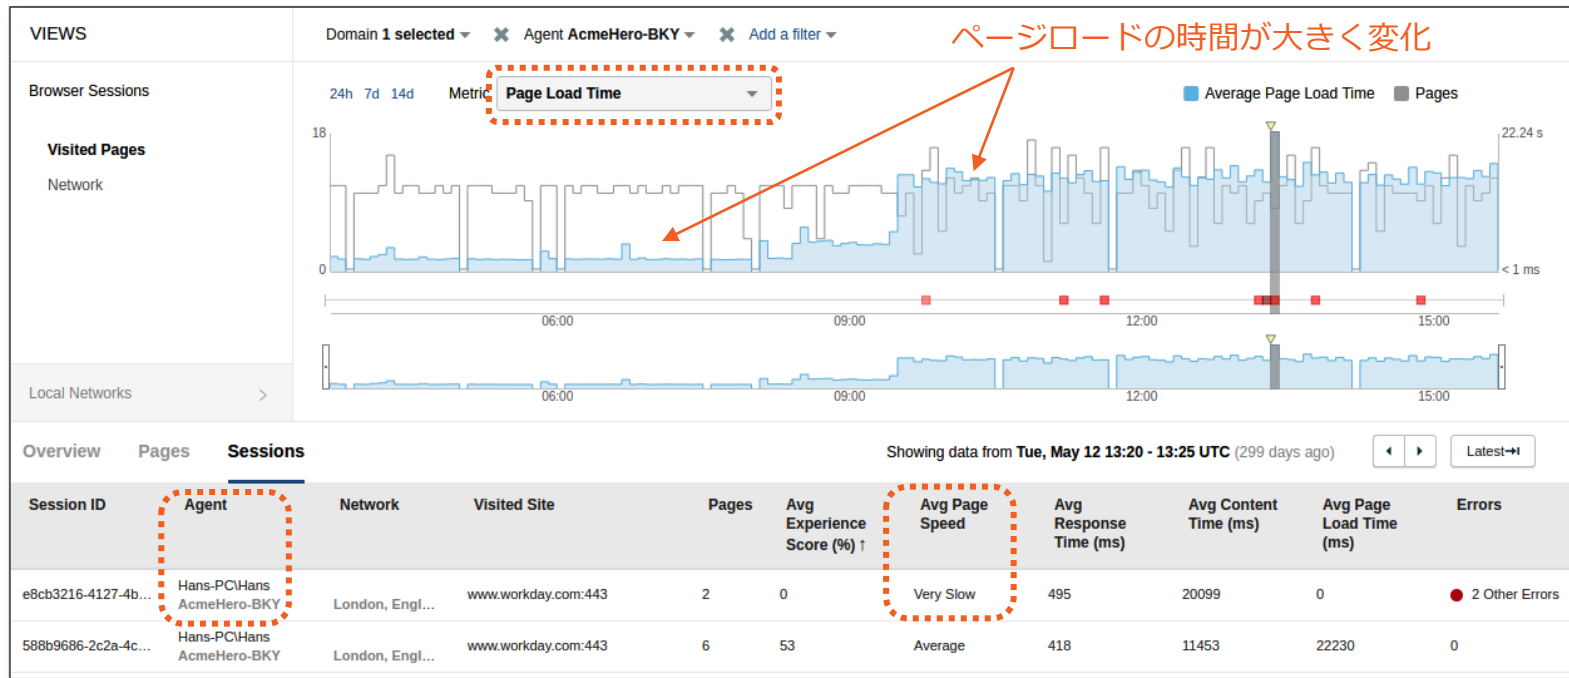 VIEWS
Domain 1 selected Agent AcmeHero-BKY Add a filter
ページロードの時間が大きく変化
Browser Sessions
24h 7d 14d Metric Page Load Time
Average Page Load Time Pages
Visited Pages
Network
18
22.24 s
0
< 1 ms
06:00 09:00 12:00 15:00
06:00 09:00 12:00 15:00
Local Networks
Overview Pages Sessions
Showing data from Tue, May 12 13:20 - 13:25 UTC (299 days ago)
Latest
Session ID Agent Network Visited Site Pages Avg Experience Score (%) ↑ Avg Page Speed Avg Response Time (ms) Avg Content Time (ms) Avg Page Load Time (ms) Errors
e8cb3216-4127-4b... Hans-PC\Hans AcmeHero-BKY London, Engl... www.workday.com:443 2 0 Very Slow 495 20099 0 2 Other Errors
588b9686-2c2a-4c... Hans-PC\Hans AcmeHero-BKY London, Engl... www.workday.com:443 6 53 Average 418 11453 22230 0